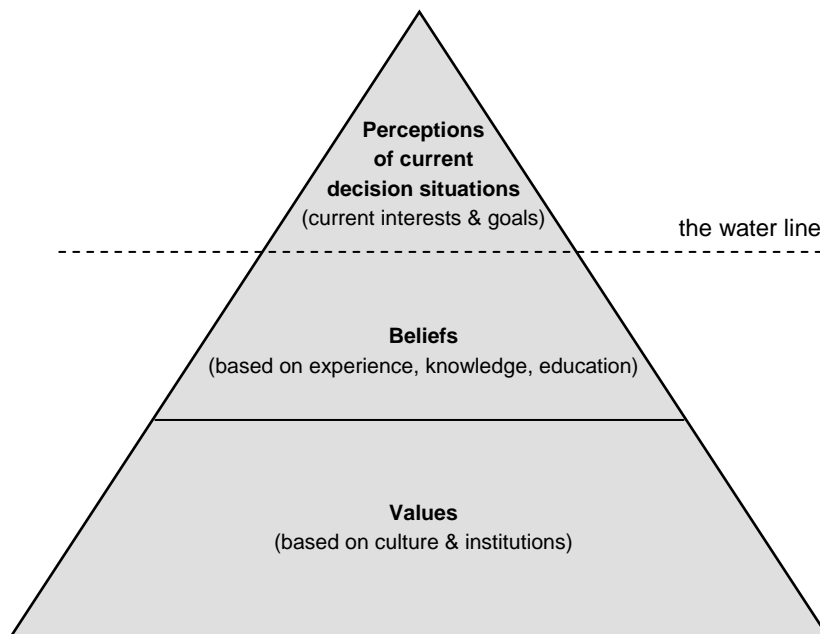 Perceptions
of current
decision situations
(current interests & goals)
the water line
Beliefs
(based on experience, knowledge, education)
Values
(based on culture & institutions)